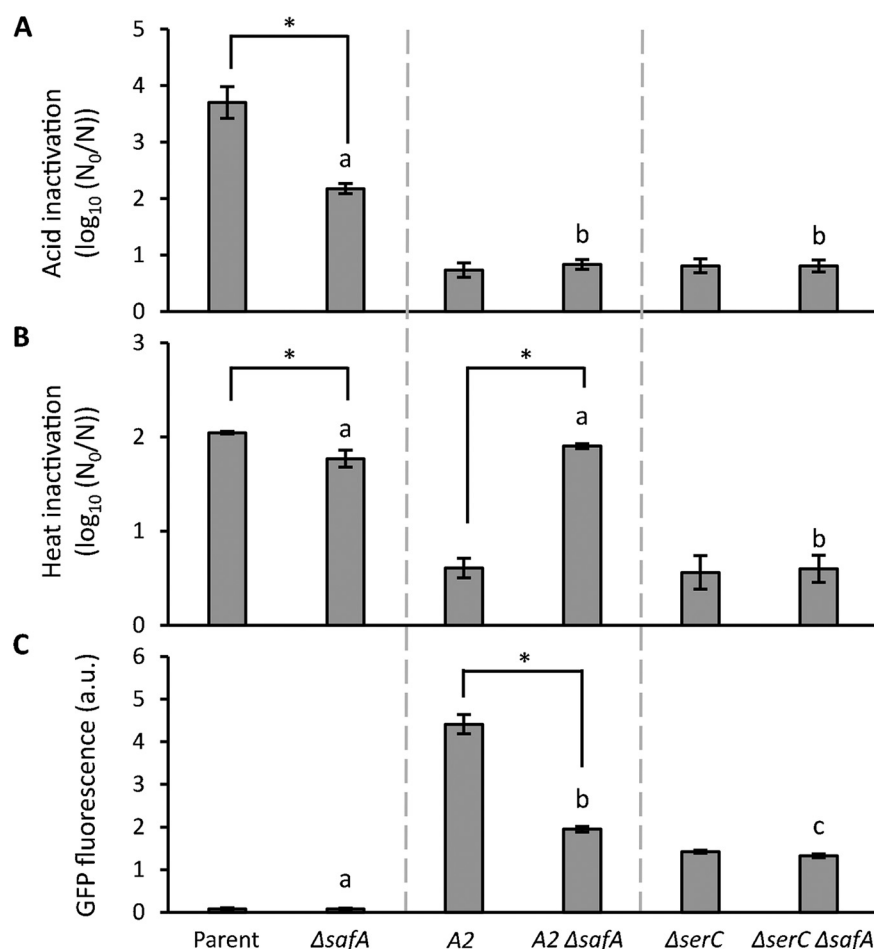 A
Acid inactivation
(log₁₀ (N₀/N))
5
4
3
2
1
0
*
a
b
b
B
Heat inactivation
(log₁₀ (N₀/N))
3
2
1
0
*
*
a
a
b
C
GFP fluorescence (a.u.)
6
5
4
3
2
1
0
*
a
b
c
Parent ΔsafA A2 A2 ΔsafA ΔserC ΔserC ΔsafA